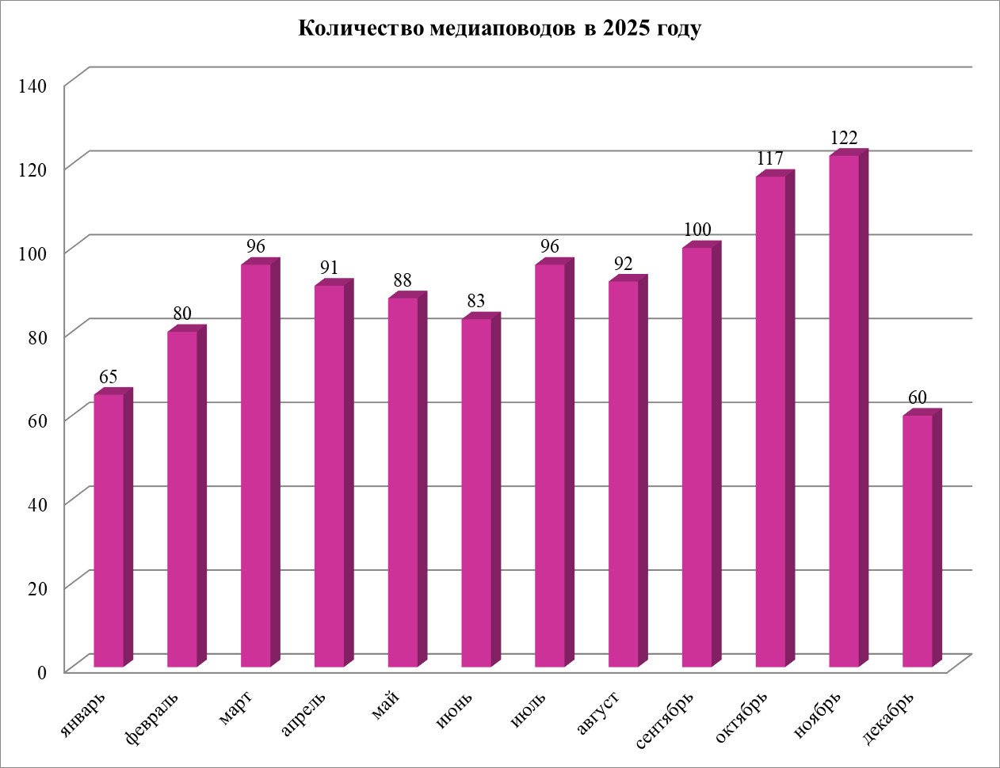 Количество медиаповодов в 2025 году
140
120
100
80
60
40
20
0
65
80
96
91
88
83
96
92
100
117
122
60
январь
февраль
март
апрель
май
июнь
июль
август
сентябрь
октябрь
ноябрь
декабрь